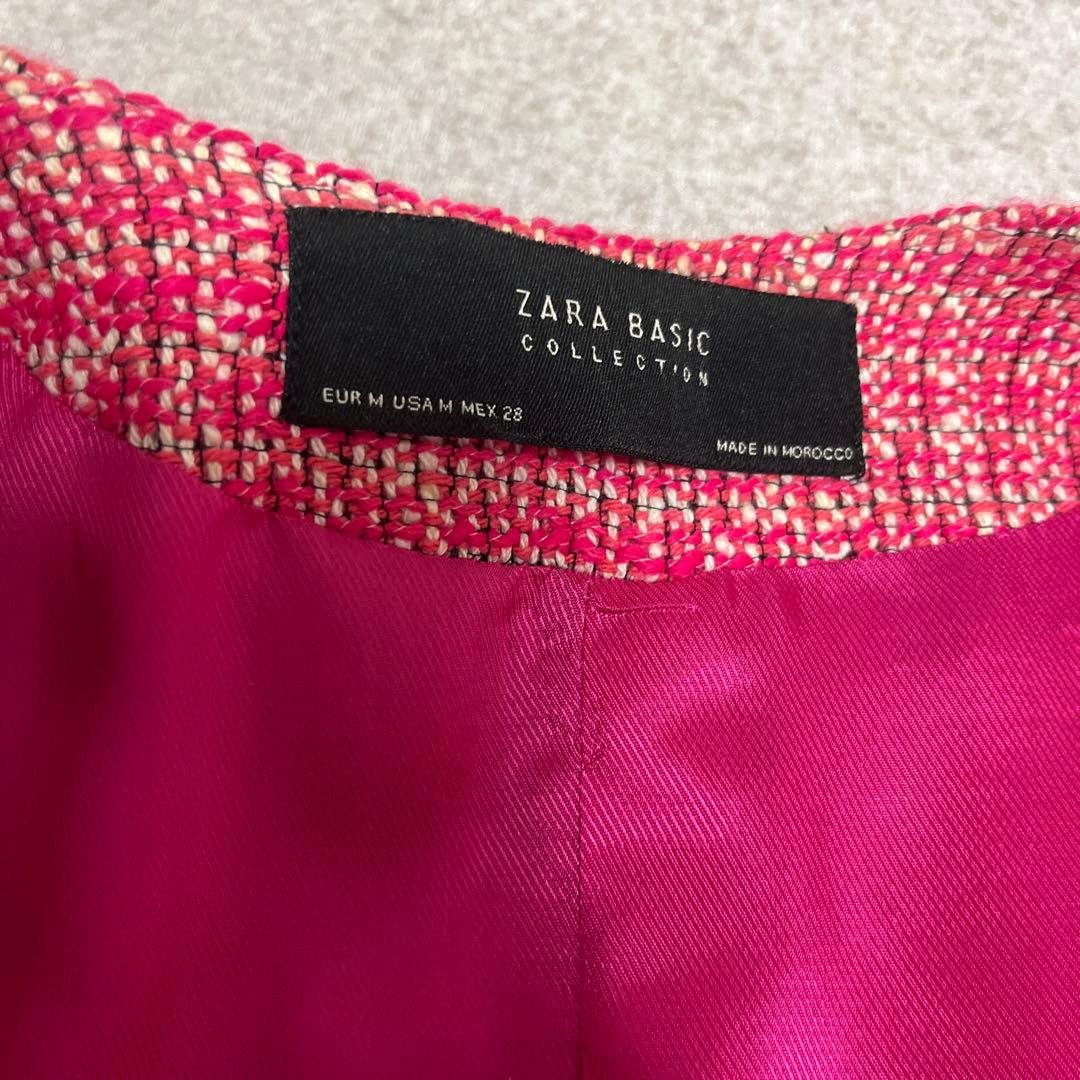 ZARA BASIC
COLLECTION
EUR M USA M MEX 28
MADE IN MOROCCO